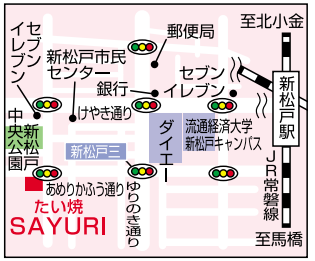 セブン
イレブン
新松戸市民
センター
郵便局
至北小金
銀行
セブン
イレブン
新松戸駅
けやき通り
中央公園
新松戸
ダイエー
流通経済大学
新松戸キャンパス
新松戸三
JR常磐線
あめりかふう通り
ゆりのき通り
たい焼
SAYURI
至馬橋